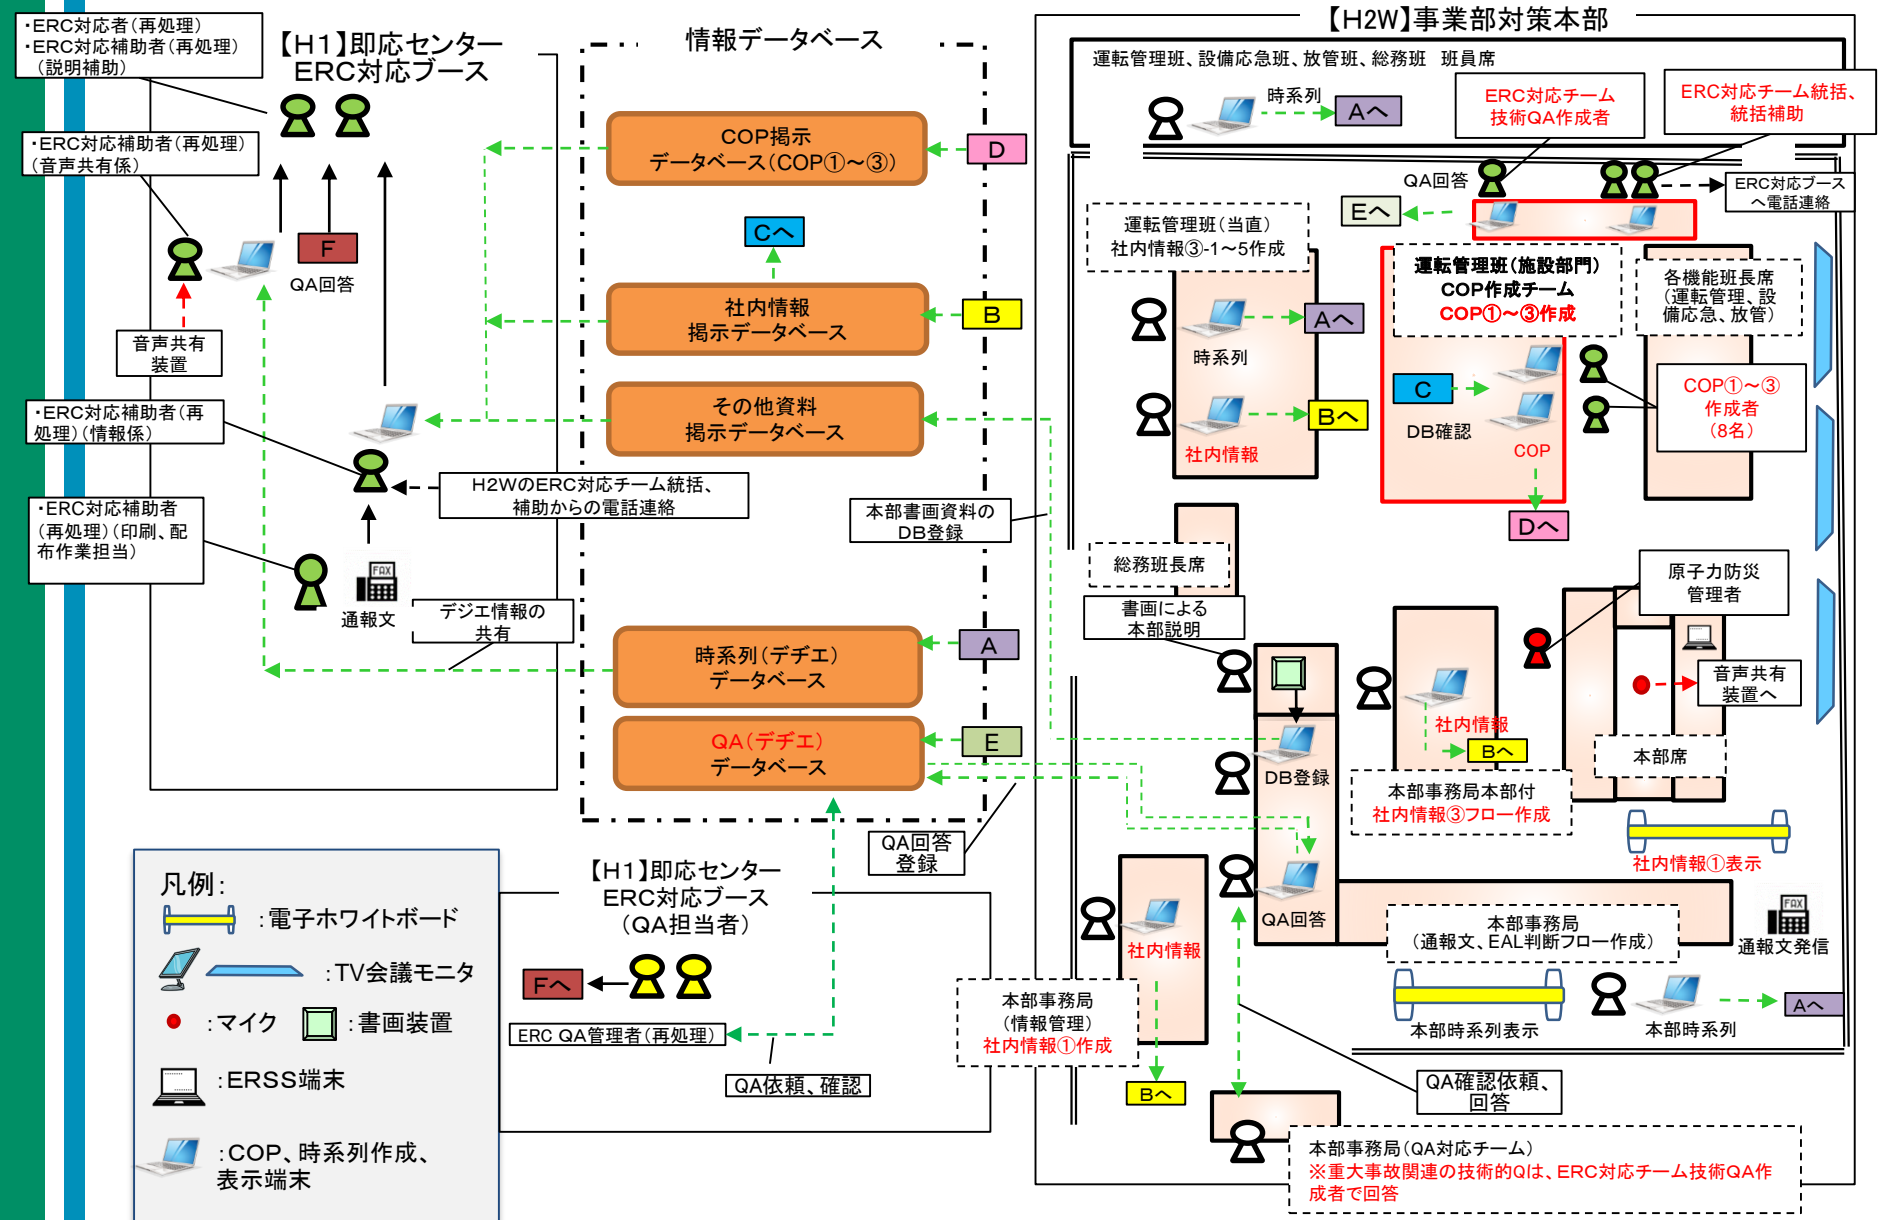 ・ERC対応者(再処理)
・ERC対応補助者(再処理)
(説明補助)
【H1】即応センター
ERC対応ブース
・ERC対応補助者(再処理)
(音声共有係)
F
QA回答
音声共有
装置
・ERC対応補助者(再
処理)(情報係)
H2WのERC対応チーム統括、
補助からの電話連絡
・ERC対応補助者
(再処理)(印刷、配
布作業担当)
FAX
通報文
デジエ情報の
共有
情報データベース
COP掲示
データベース(COP①～③)
D
Cへ
社内情報
掲示データベース
B
その他資料
掲示データベース
本部書画資料の
DB登録
時系列(デヂエ)
データベース
A
QA(デヂエ)
データベース
E
QA回答
登録
【H1】即応センター
ERC対応ブース
(QA担当者)
Fへ
ERC QA管理者(再処理)
QA依頼、確認
凡例:
:電子ホワイトボード
:TV会議モニタ
:マイク
:書画装置
:ERSS端末
:COP、時系列作成、
表示端末
【H2W】事業部対策本部
運転管理班、設備応急班、放管班、総務班　班員席
時系列
Aへ
ERC対応チーム
技術QA作成者
ERC対応チーム統括、
統括補助
QA回答
Eへ
ERC対応ブース
へ電話連絡
運転管理班(当直)
社内情報③-1～5作成
時系列
Aへ
社内情報
Bへ
運転管理班(施設部門)
COP作成チーム
COP①～③作成
C
DB確認
COP
Dへ
各機能班長席
(運転管理、設
備応急、放管)
COP①～③
作成者
(8名)
総務班長席
書画による
本部説明
原子力防災
管理者
音声共有
装置へ
本部席
社内情報
Bへ
本部事務局本部付
社内情報③フロー作成
DB登録
QA回答
社内情報①表示
本部事務局
(通報文、EAL判断フロー作成)
FAX
通報文発信
社内情報
本部事務局
(情報管理)
社内情報①作成
Bへ
本部時系列表示
本部時系列
Aへ
QA確認依頼、
回答
本部事務局(QA対応チーム)
※重大事故関連の技術的Qは、ERC対応チーム技術QA作
成者で回答